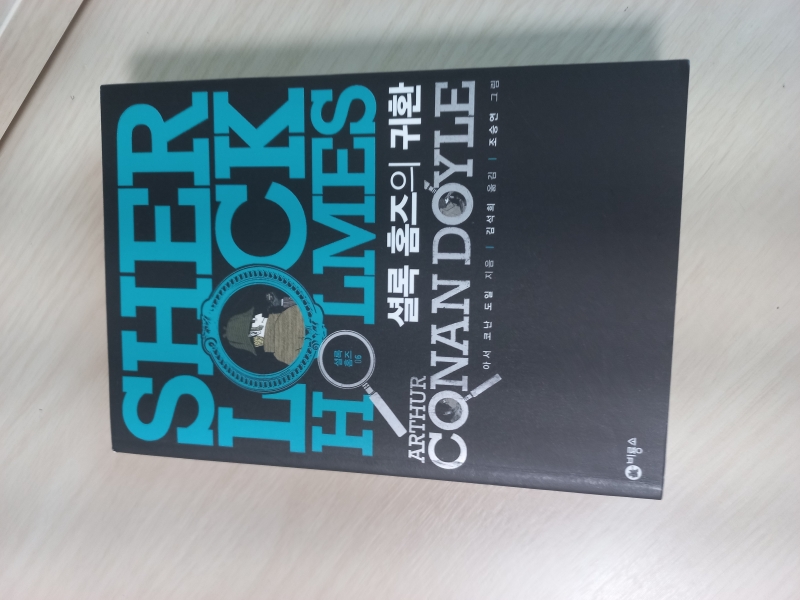 SHER
LOCK
HOLMES
셜록
홈즈
06
셜록 홈즈의 귀환
ARTHUR
CONAN DOYLE
아서 코난 도일 지음 | 김석희 옮김 | 조승연 그림
비룡소